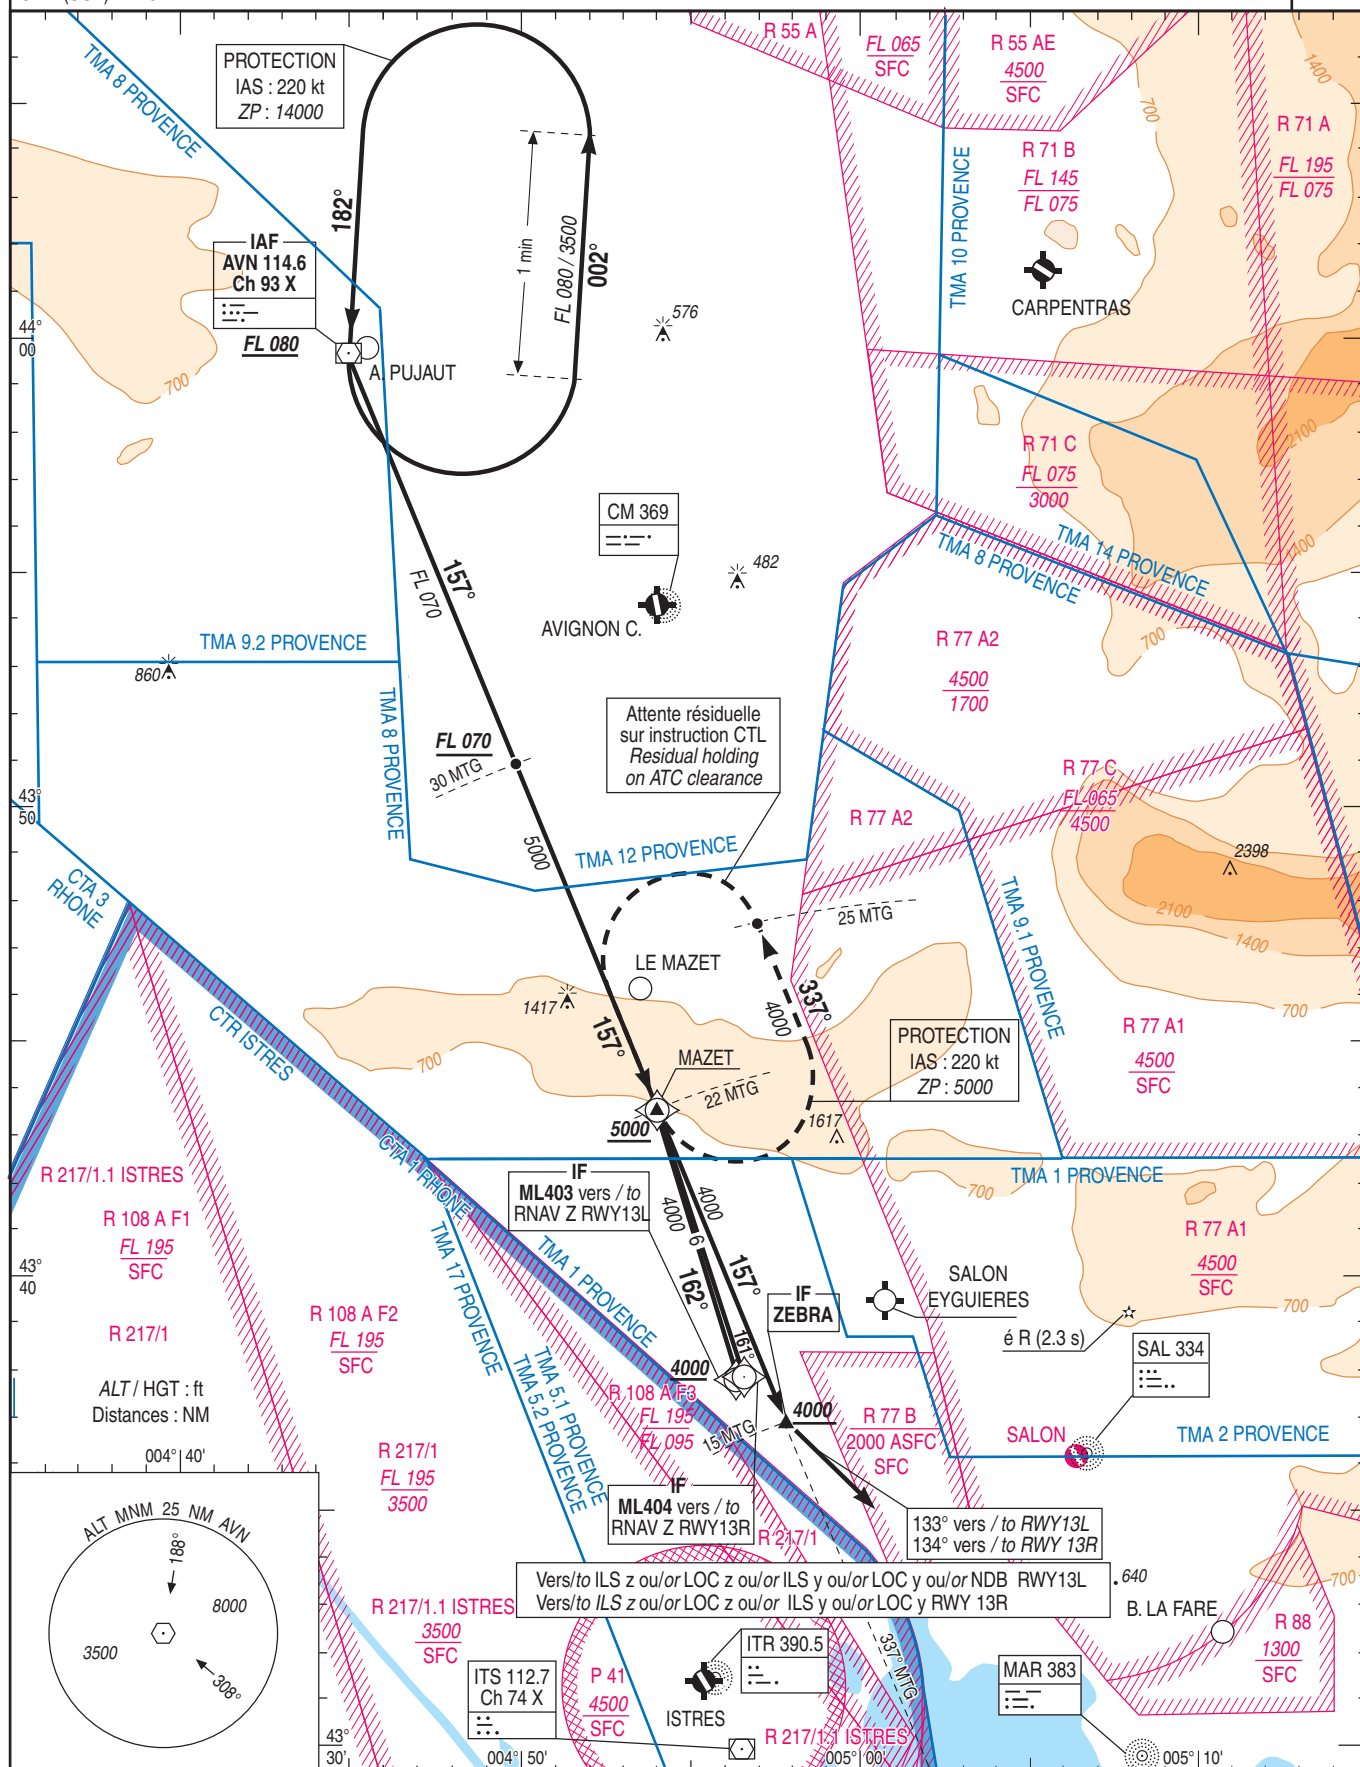 PROTECTION
IAS : 220 kt
ZP : 14000
TMA 8 PROVENCE
R 55 A
FL 065
SFC
R 55 AE
4500
SFC
1400
700
R 71 A
FL 195
FL 075
R 71 B
FL 145
FL 075
TMA 10 PROVENCE
182°
1 min
FL 080 / 3500
002°
IAF
AVN 114.6
Ch 93 X
FL 080
A. PUJAUT
576
CARPENTRAS
44°
00
700
2100
R 71 C
FL 075
3000
1400
CM 369
482
AVIGNON C.
TMA 14 PROVENCE
TMA 8 PROVENCE
157°
FL 070
TMA 9.2 PROVENCE
860
TMA 8 PROVENCE
R 77 A2
4500
1700
700
Attente résiduelle
sur instruction CTL
Residual holding
on ATC clearance
FL 070
30 MTG
R 77 C
FL 065
4500
43°
50
R 77 A2
5000
TMA 12 PROVENCE
2398
2100
1400
700
CTA 3
RHONE
25 MTG
TMA 9.1 PROVENCE
LE MAZET
1417
337°
4000
157°
CTR ISTRES
700
MAZET
22 MTG
PROTECTION
IAS : 220 kt
ZP : 5000
R 77 A1
4500
SFC
5000
1617
TMA 1 PROVENCE
700
R 217/1.1 ISTRES
R 108 A F1
FL 195
SFC
CTA 1 RHONE
IF
ML403 vers / to
RNAV Z RWY13L
4000
4000
6
162°
157°
161°
R 77 A1
4500
SFC
700
43°
40
TMA 17 PROVENCE
TMA 1 PROVENCE
SALON
EYGUIERES
IF
ZEBRA
R 108 A F2
FL 195
SFC
R 217/1
é R (2.3 s)
SAL 334
TMA 5.1 PROVENCE
TMA 5.2 PROVENCE
4000
R 108 A F3
FL 195
FL 095
15 MTG
4000
R 77 B
2000 ASFC
SFC
SALON
TMA 2 PROVENCE
ALT / HGT : ft
Distances : NM
004° 40'
R 217/1
FL 195
3500
IF
ML404 vers / to
RNAV Z RWY13R
R 217/1
133° vers / to RWY13L
134° vers / to RWY 13R
ALT MNM 25 NM AVN
188°
8000
3500
308°
Vers/to ILS z ou/or LOC z ou/or ILS y ou/or LOC y ou/or NDB RWY13L
Vers/to ILS z ou/or LOC z ou/or ILS y ou/or LOC y RWY 13R
640
700
B. LA FARE
R 88
1300
SFC
R 217/1.1 ISTRES
3500
SFC
ITR 390.5
337° MTG
ITS 112.7
Ch 74 X
P 41
4500
SFC
ISTRES
MAR 383
R 217/1.1 ISTRES
43°
30'
004° 50'
005° 00'
005° 10'